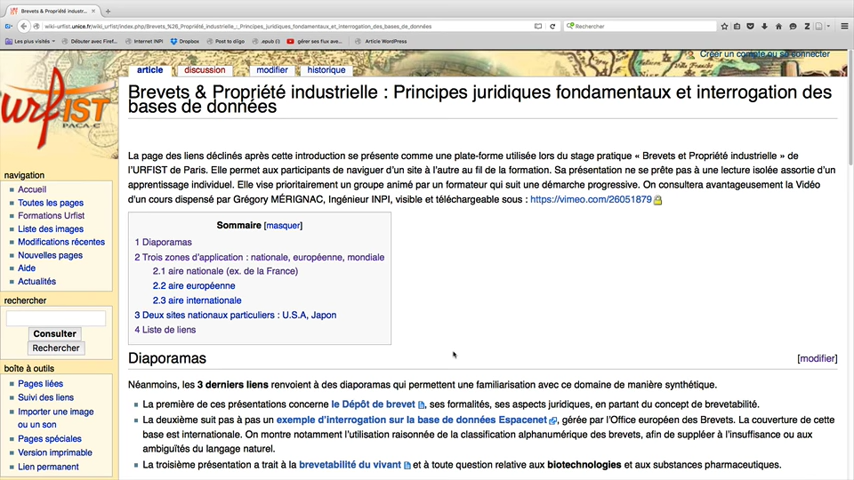 Brevets & Propriété industr...
wiki-urfist.unice.fr/wiki_urfist/index.php/Brevets_%26_Propriété_industrielle_:_Principes_juridiques_fondamentaux_et_interrogation_des_bases_de_données
Rechercher
Les plus visités
Débuter avec Firef...
Internet INPI
Dropbox
Post to diigo
gérer ses flux ave...
Article WordPress
Créer un compte ou se connecter
article
discussion
modifier
historique
URFIST
PACA-C
Brevets & Propriété industrielle : Principes juridiques fondamentaux et interrogation des
bases de données
La page des liens déclinés après cette introduction se présente comme une plate-forme utilisée lors du stage pratique « Brevets et Propriété industrielle » de
l'URFIST de Paris. Elle permet aux participants de naviguer d'un site à l'autre au fil de la formation. Sa présentation ne se prête pas à une lecture isolée assortie d'un
apprentissage individuel. Elle vise prioritairement un groupe animé par un formateur qui suit une démarche progressive. On consultera avantageusement la Vidéo
d'un cours dispensé par Grégory MÉRIGNAC, Ingénieur INPI, visible et téléchargeable sous : https://vimeo.com/26051879
navigation
Accueil
Toutes les pages
Formations Urfist
Liste des images
Modifications récentes
Nouvelles pages
Aide
Actualités
rechercher
Consulter
Rechercher
boîte à outils
Pages liées
Suivi des liens
Importer une image
ou un son
Pages spéciales
Version imprimable
Lien permanent
Sommaire [masquer]
1 Diaporamas
2 Trois zones d'application : nationale, européenne, mondiale
2.1 aire nationale (ex. de la France)
2.2 aire européenne
2.3 aire internationale
3 Deux sites nationaux particuliers : U.S.A, Japon
4 Liste de liens
Diaporamas
[modifier]
Néanmoins, les 3 derniers liens renvoient à des diaporamas qui permettent une familiarisation avec ce domaine de manière synthétique.
La première de ces présentations concerne le Dépôt de brevet, ses formalités, ses aspects juridiques, en partant du concept de brevetabilité.
La deuxième suit pas à pas un exemple d'interrogation sur la base de données Espacenet, gérée par l'Office européen des Brevets. La couverture de cette
base est internationale. On montre notamment l'utilisation raisonnée de la classification alphanumérique des brevets, afin de suppléer à l'insuffisance ou aux
ambiguïtés du langage naturel.
La troisième présentation a trait à la brevetabilité du vivant et à toute question relative aux biotechnologies et aux substances pharmaceutiques.